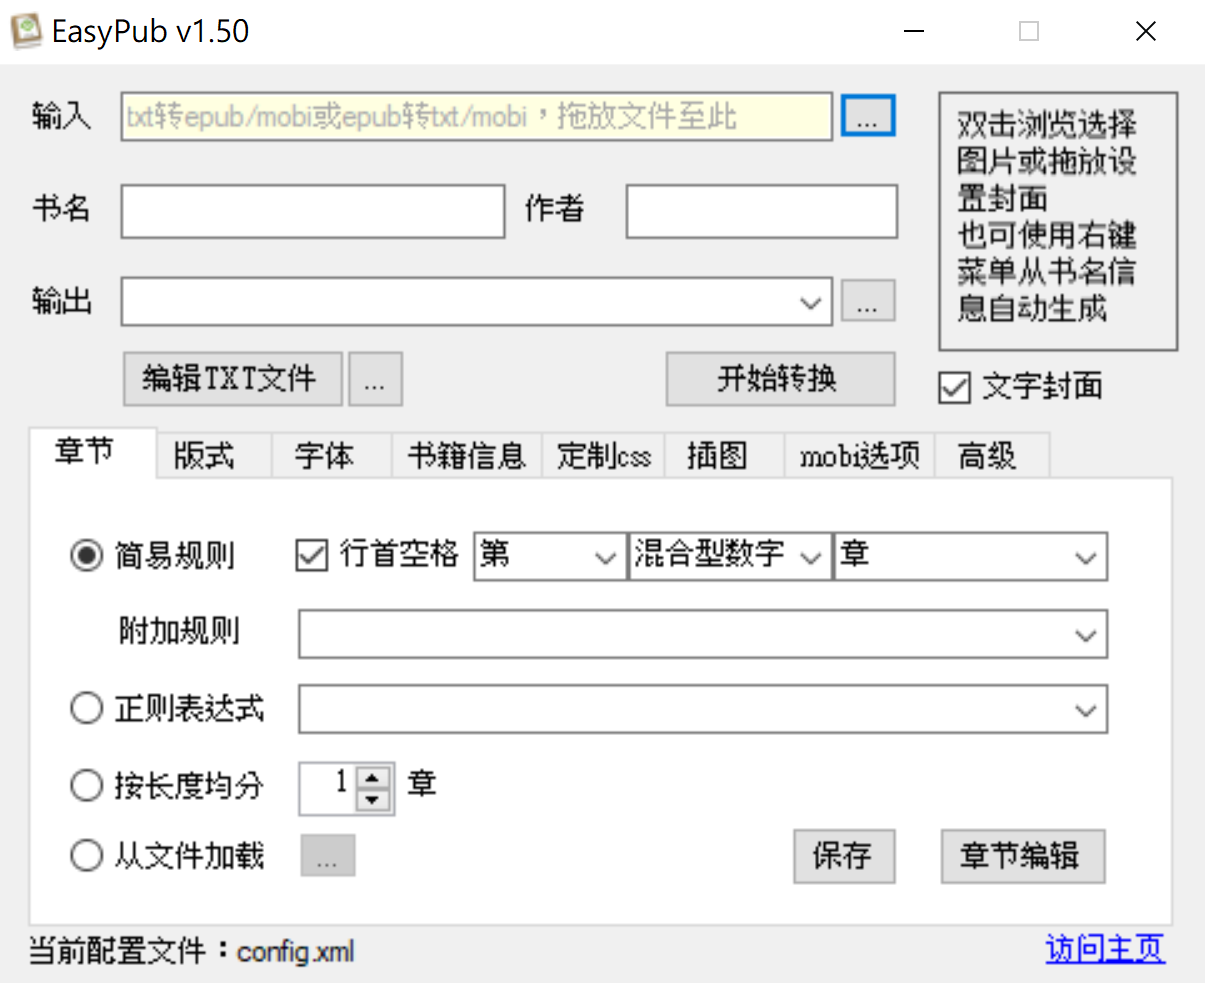 EasyPub v1.50
输入
txt转epub/mobi或epub转txt/mobi，拖放文件至此
...
双击浏览选择
图片或拖放设
置封面
也可使用右键
菜单从书名信
息自动生成
书名
作者
输出
...
编辑TXT文件
...
开始转换
文字封面
章节 版式 字体 书籍信息 定制css 插图 mobi选项 高级
简易规则 行首空格 第 混合型数字 章
附加规则
正则表达式
按长度均分 1 章
从文件加载 ... 保存 章节编辑
当前配置文件：config.xml 访问主页